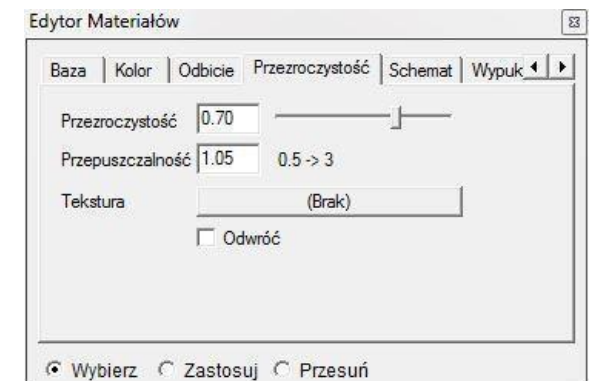 Edytor Materiałów
Baza Kolor Odbicie Przezroczystość Schemat Wypuk
Przezroczystość 0.70
Przepuszczalność 1.05 0.5 -> 3
Tekstura (Brak)
Odwróć
Wybierz Zastosuj Przesuń